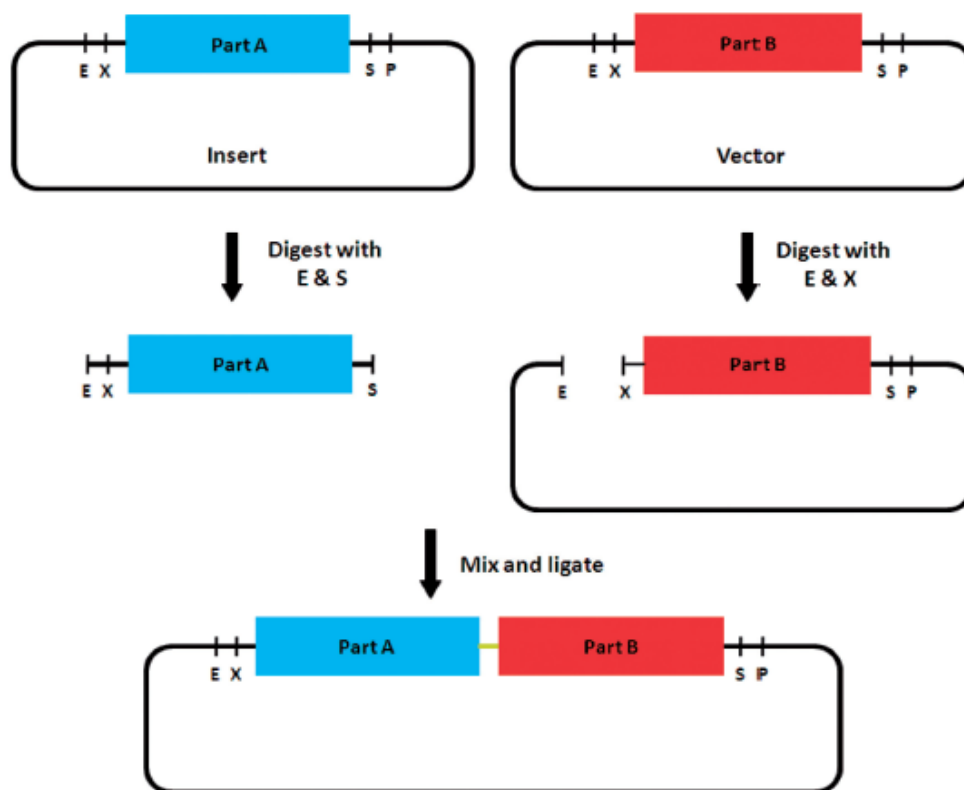 Part A
E X
S P
Insert
Part B
E X
S P
Vector
Digest with
E & S
Digest with
E & X
Part A
E X
S
Part B
E
X
S P
Mix and ligate
Part A
Part B
E X
S P